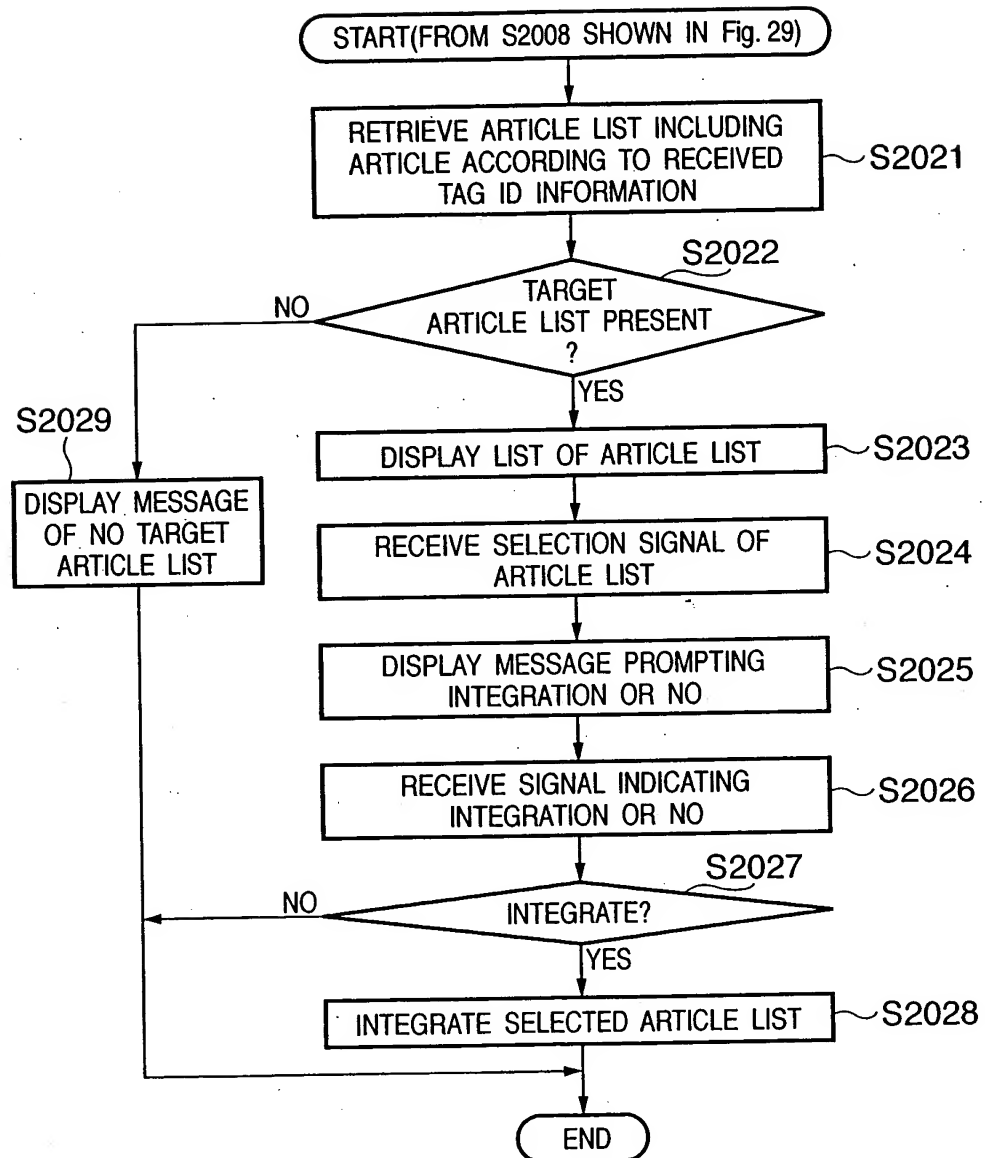 START(FROM S2008 SHOWN IN Fig. 29)
RETRIEVE ARTICLE LIST INCLUDING
ARTICLE ACCORDING TO RECEIVED
TAG ID INFORMATION
S2021
S2022
TARGET
ARTICLE LIST PRESENT
?
NO
YES
S2029
DISPLAY MESSAGE
OF NO TARGET
ARTICLE LIST
DISPLAY LIST OF ARTICLE LIST
S2023
RECEIVE SELECTION SIGNAL OF
ARTICLE LIST
S2024
DISPLAY MESSAGE PROMPTING
INTEGRATION OR NO
S2025
RECEIVE SIGNAL INDICATING
INTEGRATION OR NO
S2026
S2027
INTEGRATE?
NO
YES
INTEGRATE SELECTED ARTICLE LIST
S2028
END